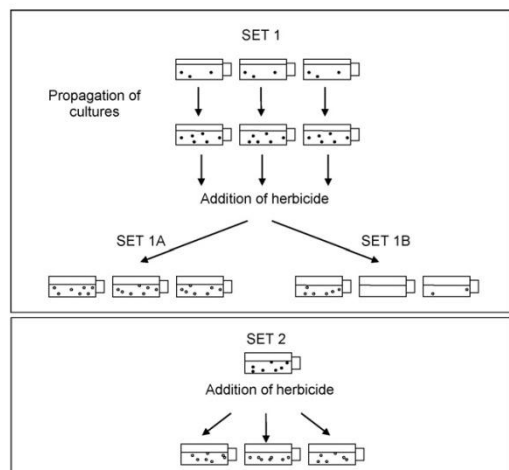 SET 1
Propagation of
cultures
Addition of herbicide
SET 1A
SET 1B
SET 2
Addition of herbicide